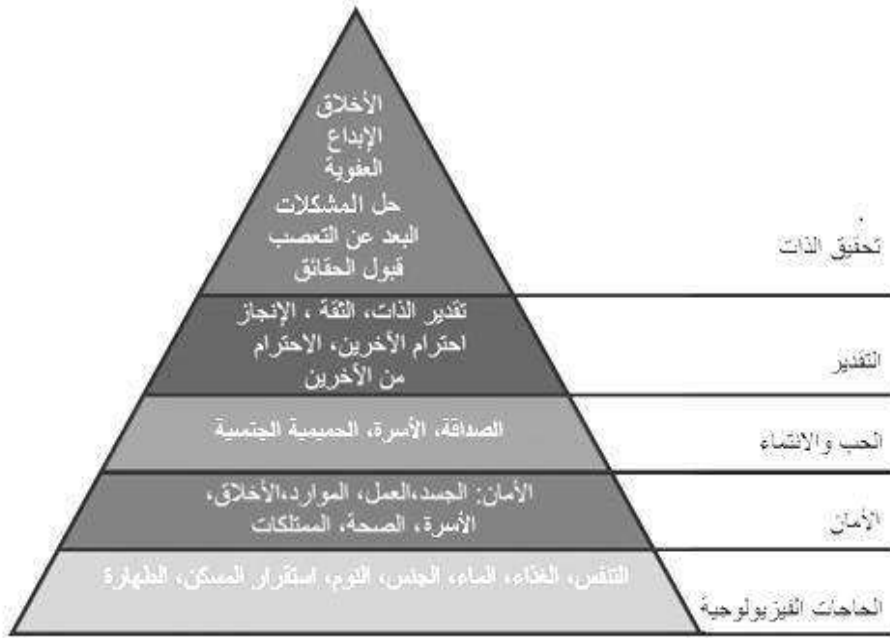 الأخلاق
الإبداع
العفوية
حل المشكلات
البعد عن التعصب
قبول الحقائق
تحقيق الذات
تقدير الذات، الثقة ، الإنجاز
احترام الأخرين، الاحترام
من الأخرين
التقدير
الصداقة، الأسرة، الحميمية الجنسية
الحب والانتماء
الأمان: الجسد،العمل، الموارد،الأخلاق،
الأسرة، الصحة، الممتلكات
الأمان
التنفس، الغذاء، الماء، الجنس، النوم، استقرار المسكن، الطهارة
الحاجات الفيزيولوجية